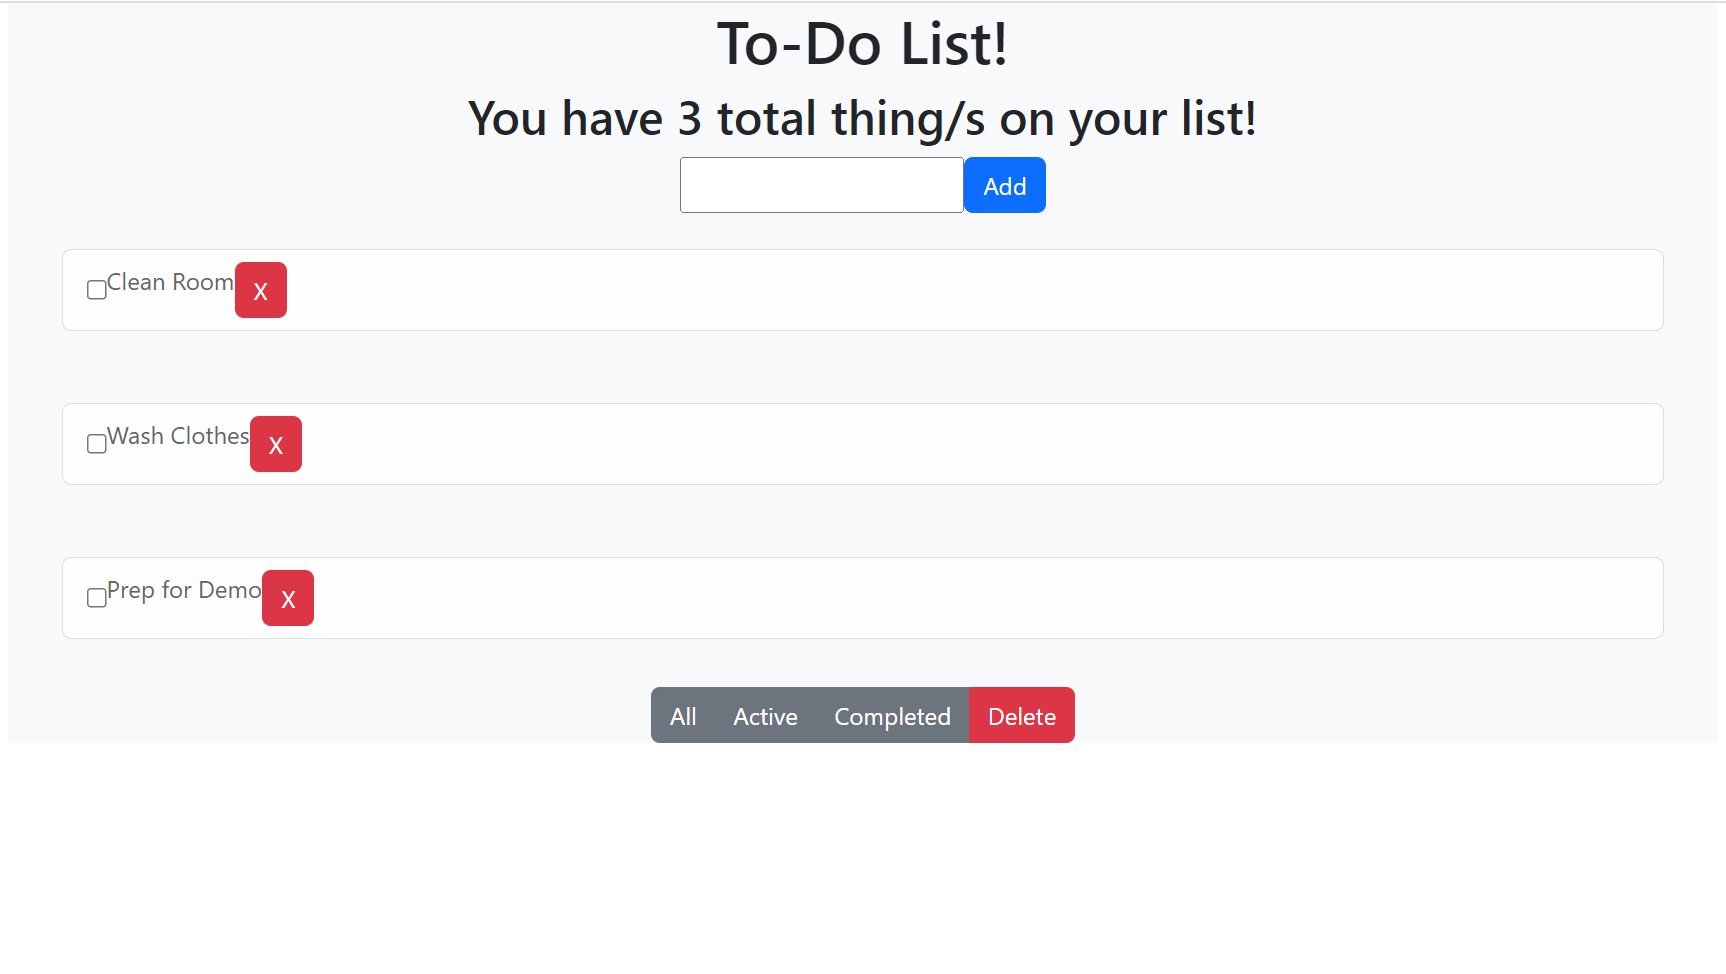 To-Do List!
You have 3 total thing/s on your list!
Add
Clean Room X
Wash Clothes X
Prep for Demo X
All Active Completed Delete